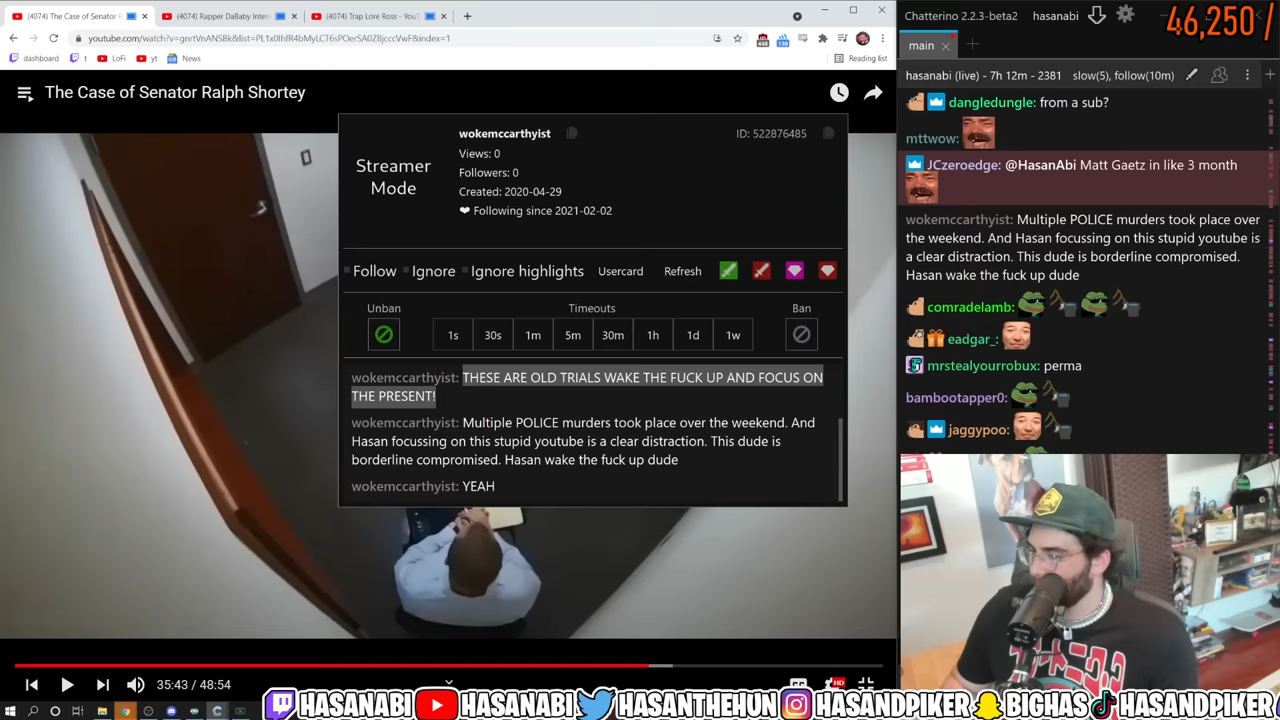 (4074) The Case of Senator R
(4074) Rapper DaBaby Inter
(4074) Trap Lore Ross - You
youtube.com/watch?v=gnrtVnANSBk&list=PL1x0lhfR4bMyLCT6sPOerSA0Z8jcccVwF&index=1
448
138
dashboard
t
LoFi
yt
News
Reading list
The Case of Senator Ralph Shortey
Streamer
Mode
wokemccarthyist
ID: 522876485
Views: 0
Followers: 0
Created: 2020-04-29
❤ Following since 2021-02-02
Follow
Ignore
Ignore highlights
Usercard
Refresh
Unban
Timeouts
Ban
1s
30s
1m
5m
30m
1h
1d
1w
wokemccarthyist: THESE ARE OLD TRIALS WAKE THE FUCK UP AND FOCUS ON
THE PRESENT!
wokemccarthyist: Multiple POLICE murders took place over the weekend. And
Hasan focussing on this stupid youtube is a clear distraction. This dude is
borderline compromised. Hasan wake the fuck up dude
wokemccarthyist: YEAH
35:43 / 48:54
HD
Chatterino 2.2.3-beta2
hasanabi
46,250 /
main
hasanabi (live) - 7h 12m - 2381
slow(5), follow(10m)
dangledungle: from a sub?
mttwow:
JCzeroedge: @HasanAbi Matt Gaetz in like 3 month
wokemccarthyist: Multiple POLICE murders took place over
the weekend. And Hasan focussing on this stupid youtube is
a clear distraction. This dude is borderline compromised.
Hasan wake the fuck up dude
comradelamb:
eadgar_:
mrstealyourrobux: perma
bambootapper0:
jaggypoo:
HASANABI
HASANABI
HASANTHEHUN
HASANDPIKER
BIGHAS
HASANDPIKER